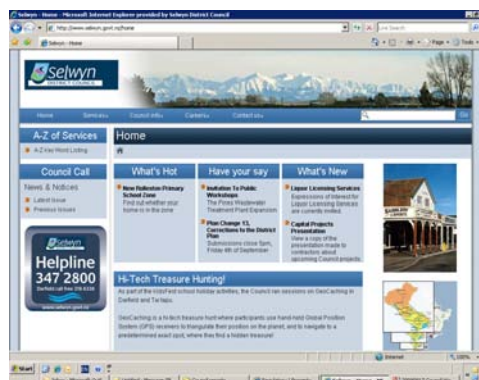 Selwyn - Home - Microsoft Internet Explorer provided by Selwyn District Council
http://www.selwyn.govt.nz/home
Live Search
Selwyn - Home
Page
Tools
Selwyn
DISTRICT COUNCIL
Home
Services
Council Info
Careers
Contact us
Go
A-Z of Services
A-Z Key Word Listing
Council Call
News & Notices
Latest Issue
Previous Issues
Selwyn
Helpline
347 2800
Darfield call free 318 8338
www.selwyn.govt.nz
Home
What's Hot
New Rolleston Primary
School Zone
Find out whether your
home is in the zone
Have your say
Invitation To Public
Workshops
The Pines Wastewater
Treatment Plant Expansion
Plan Change 13,
Corrections to the District
Plan
Submissions close 5pm,
Friday 4th of September
What's New
Liquor Licensing Services
Expressions of Interest for
Liquor Licensing Services
are currently invited.
Capital Projects
Presentation
View a copy of the
presentation made to
contractors about
upcoming Council projects.
Hi-Tech Treasure Hunting!
As part of the KidsFest school holiday activities, the Council ran sessions on GeoCaching in
Darfield and Tai Tapu.
GeoCaching is a hi-tech treasure hunt where participants use hand-held Global Position
System (GPS) receivers to triangulate their position on the planet, and to navigate to a
predetermined exact spot, where they find a hidden treasure!
Internet
100%
Start